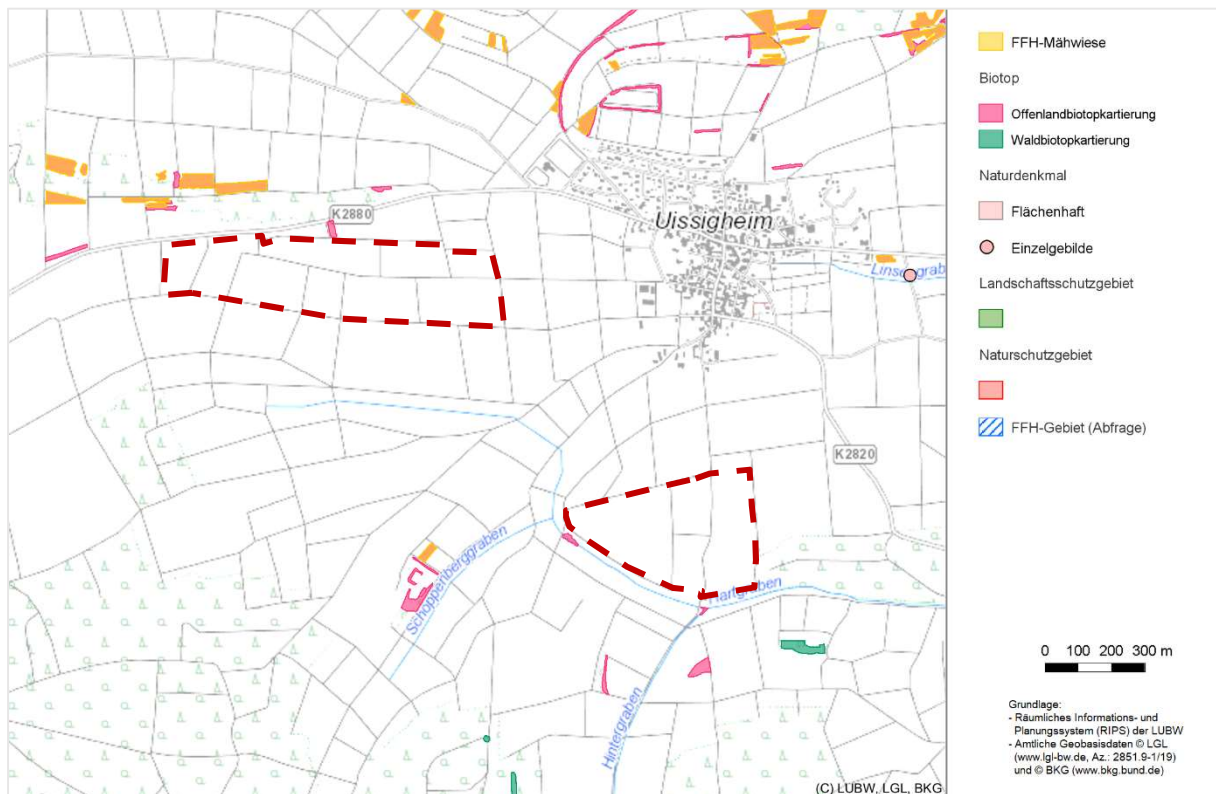 K2880
Uissigheim
Linsengrab
K2820
Schoppenberggraben
Hartgraben
Hintergraben
(C) LUBW, LGL, BKG
FFH-Mähwiese
Biotop
Offenlandbiotopkartierung
Waldbiotopkartierung
Naturdenkmal
Flächenhaft
Einzelgebilde
Landschaftsschutzgebiet
Naturschutzgebiet
FFH-Gebiet (Abfrage)
0 100 200 300 m
Grundlage:
- Räumliches Informations- und
Planungssystem (RIPS) der LUBW
- Amtliche Geobasisdaten © LGL
(www.lgl-bw.de, Az.: 2851.9-1/19)
und © BKG (www.bkg.bund.de)